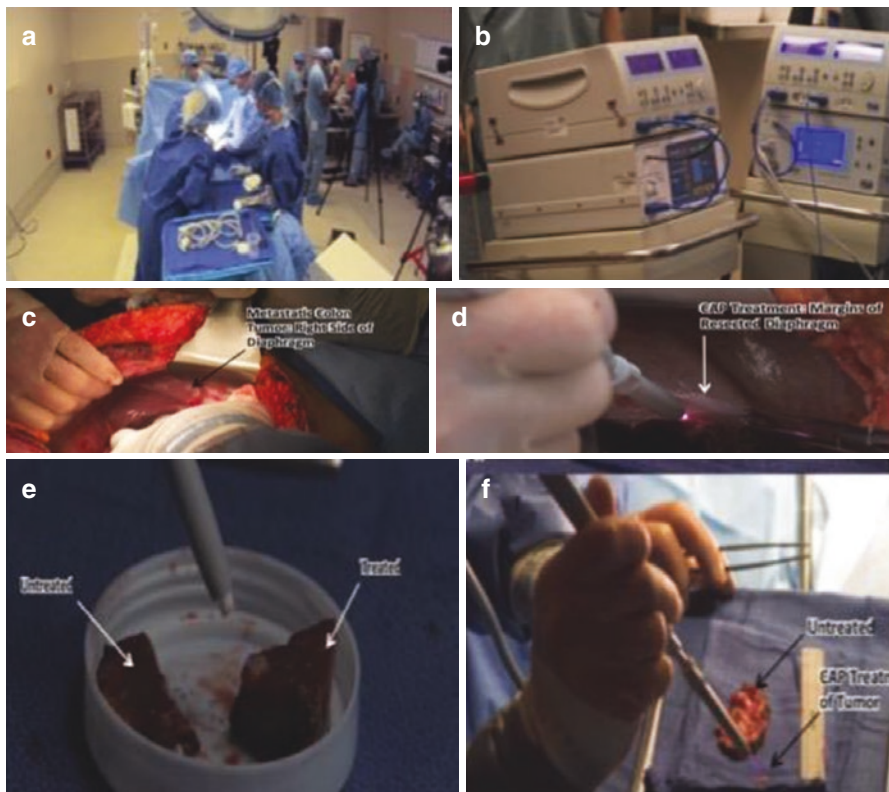 a
b
c
Metastatic Colon
Tumor: Right Side of
Diaphragm
d
CAP Treatment: Margins of
Resected Diaphragm
e
Untreated
Treated
f
Untreated
CAP Treat
of Tumor